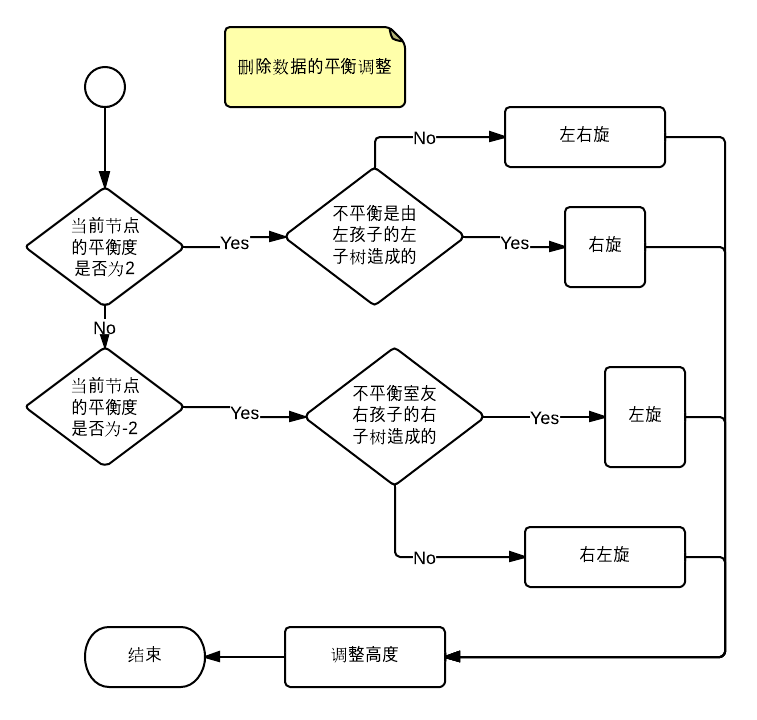 删除数据的平衡调整
No
左右旋
当前节点
的平衡度
是否为2
Yes
不平衡是由
左孩子的左
子树造成的
Yes
右旋
No
当前节点
的平衡度
是否为-2
Yes
不平衡室友
右孩子的右
子树造成的
Yes
左旋
No
右左旋
结束
调整高度